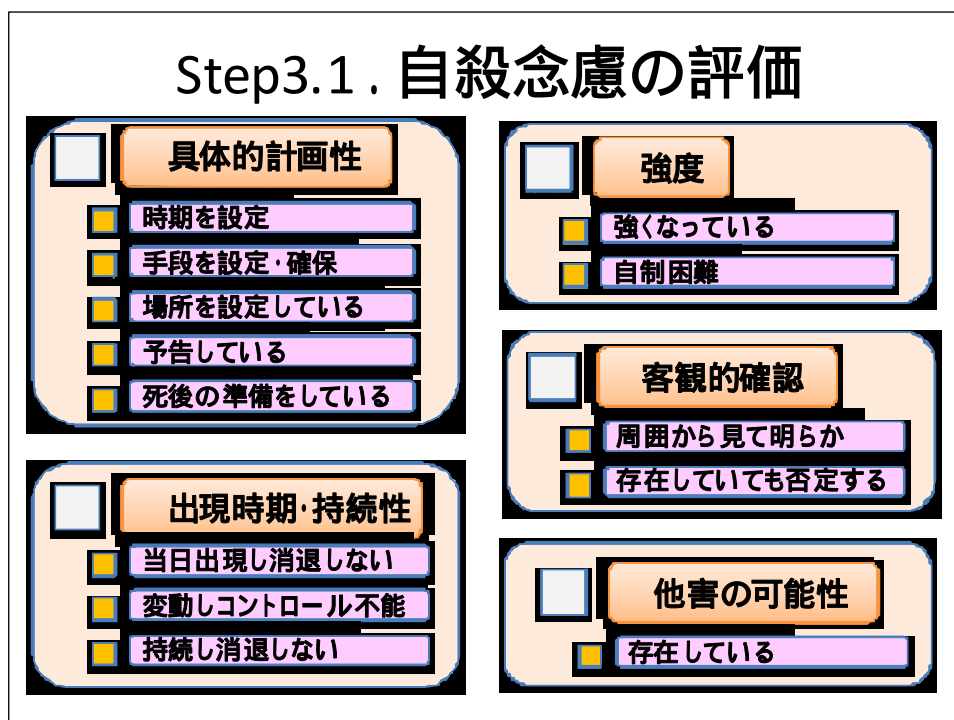 Step3.1．自殺念慮の評価
具体的計画性
時期を設定
手段を設定・確保
場所を設定している
予告している
死後の準備をしている
出現時期・持続性
当日出現し消退しない
変動しコントロール不能
持続し消退しない
強度
強くなっている
自制困難
客観的確認
周囲から見て明らか
存在していても否定する
他害の可能性
存在している